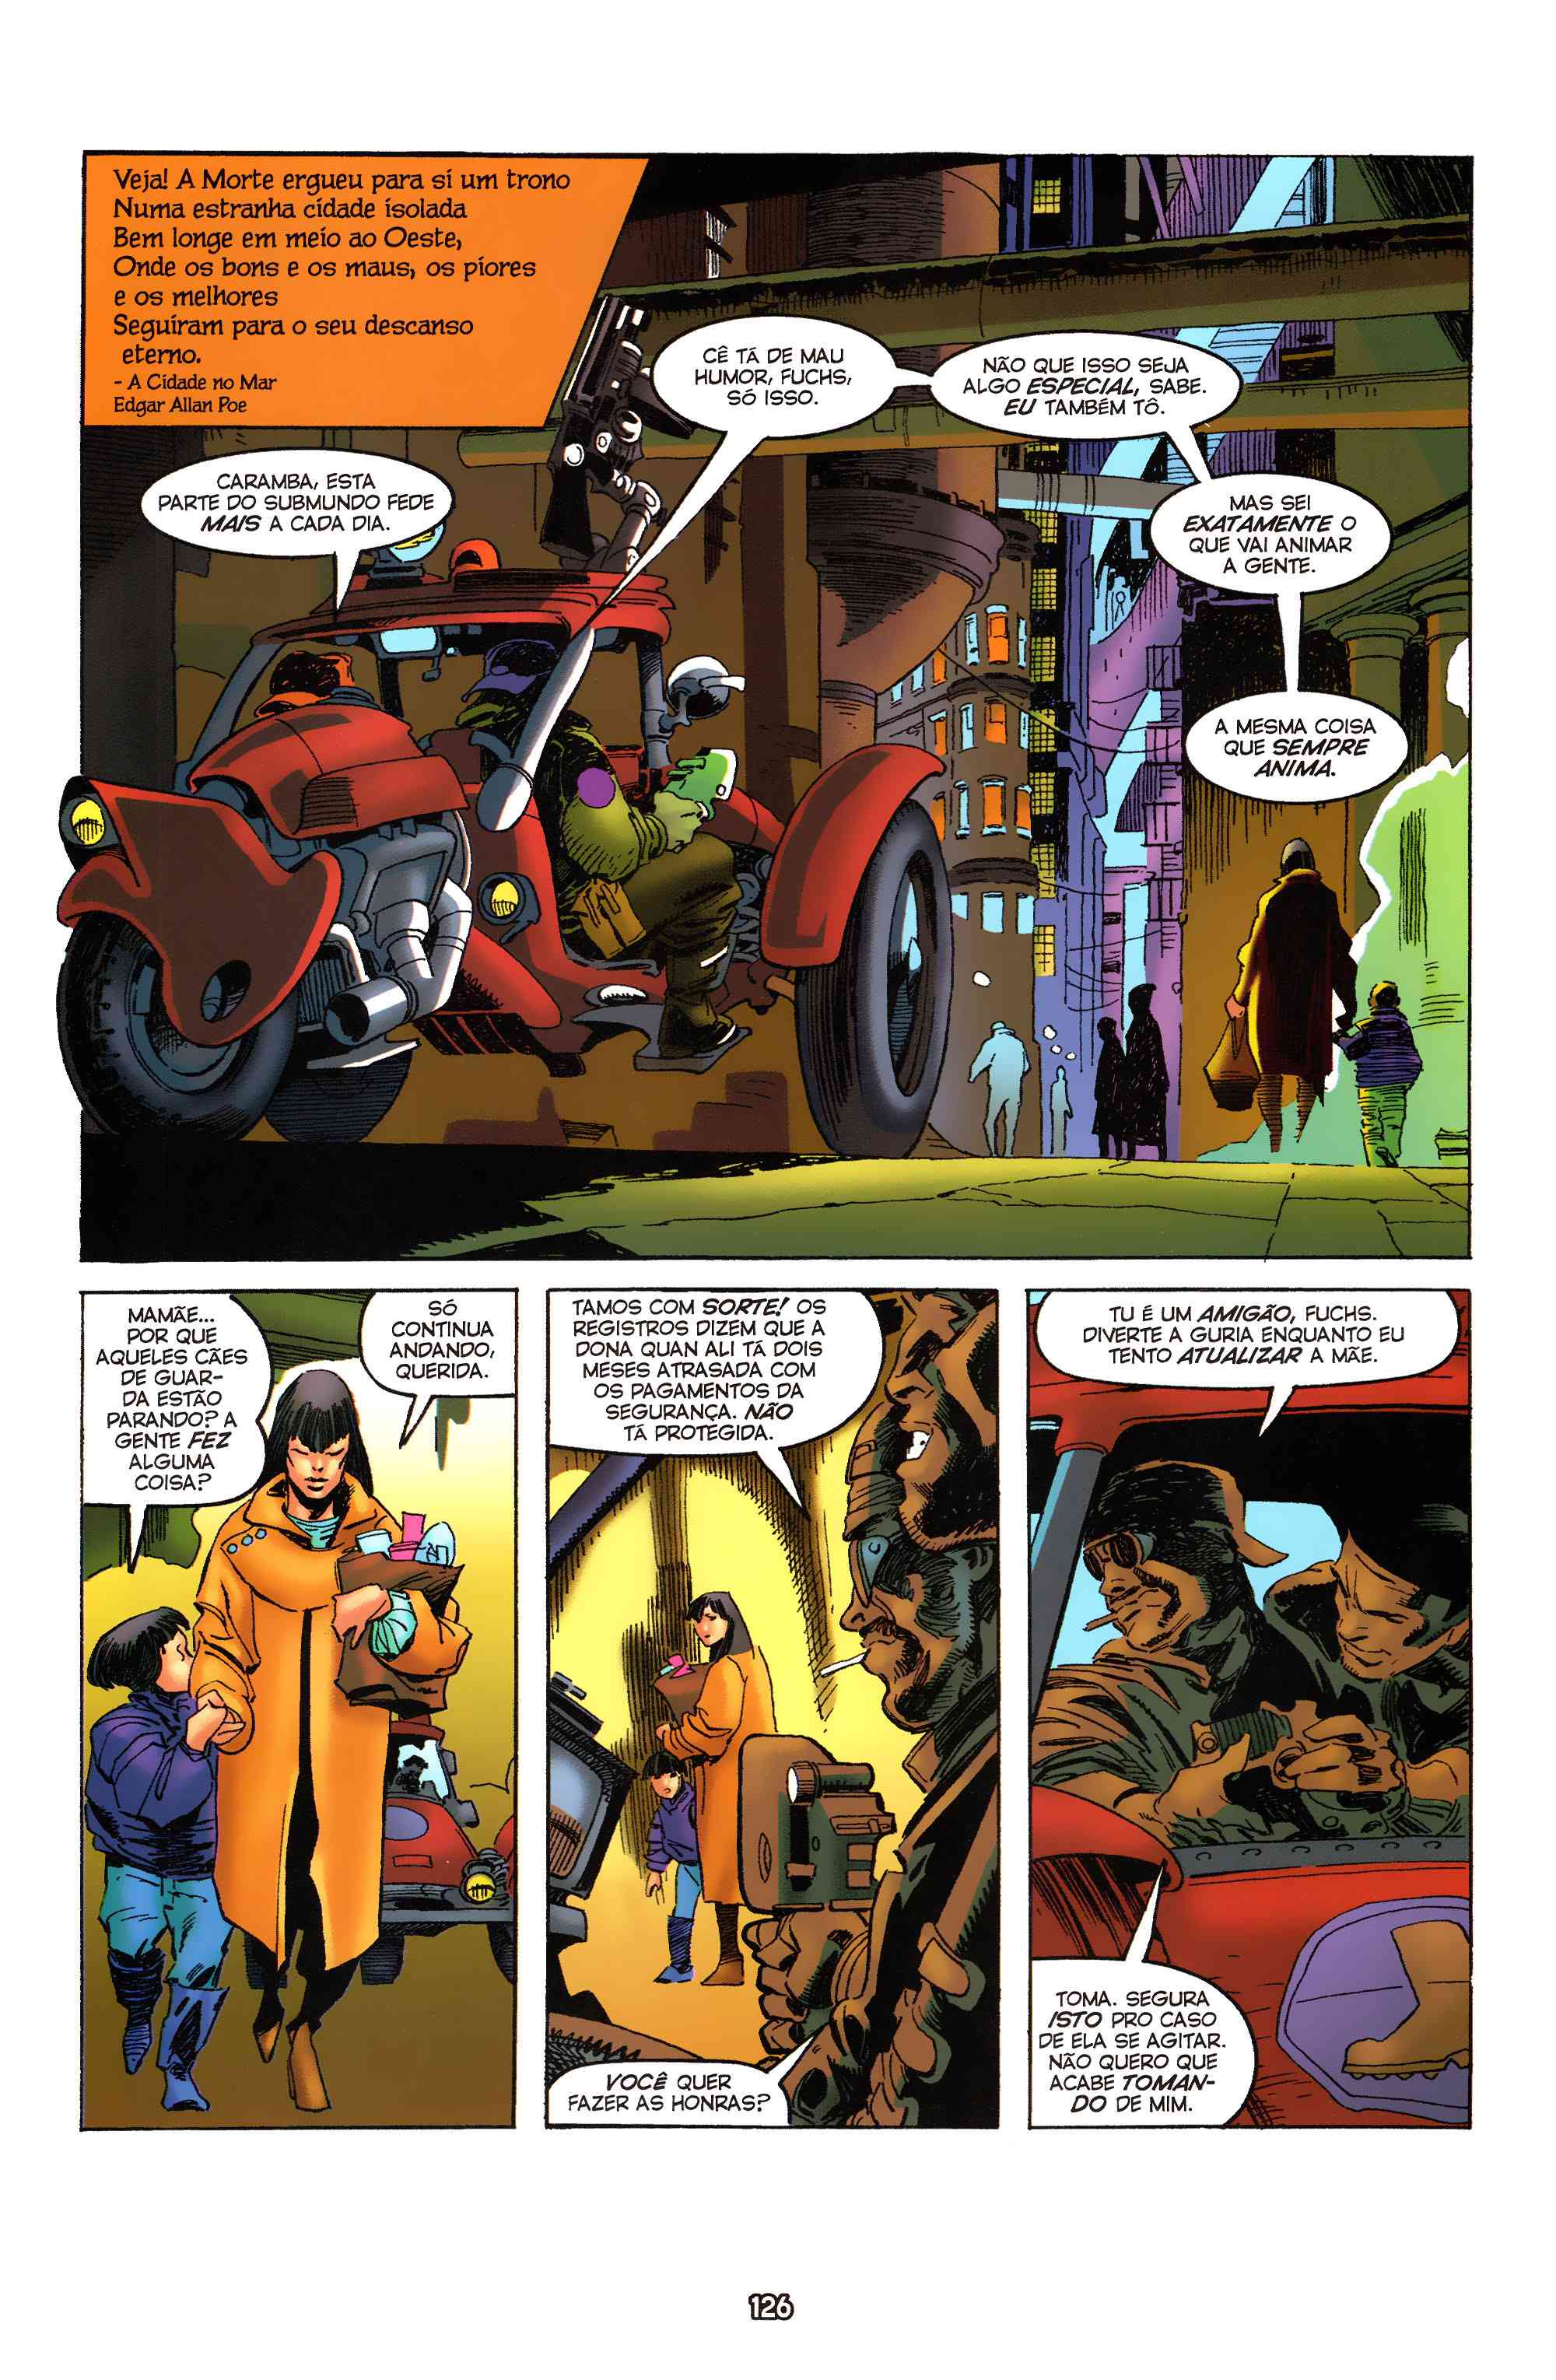 Veja! A Morte ergueu para si um trono
Numa estranha cidade isolada
Bem longe em meio ao Oeste,
Onde os bons e os maus, os piores
e os melhores
Seguiram para o seu descanso
eterno.
- A Cidade no Mar
Edgar Allan Poe
CARAMBA, ESTA
PARTE DO SUBMUNDO FEDE
MAIS A CADA DIA.
CÊ TÁ DE MAU
HUMOR, FUCHS,
SÓ ISSO.
NÃO QUE ISSO SEJA
ALGO ESPECIAL, SABE.
EU TAMBÉM TÔ.
MAS SEI
EXATAMENTE O
QUE VAI ANIMAR
A GENTE.
A MESMA COISA
QUE SEMPRE
ANIMA.
MAMÃE...
POR QUE
AQUELES CÃES
DE GUAR-
DA ESTÃO
PARANDO? A
GENTE FEZ
ALGUMA
COISA?
SÓ
CONTINUA
ANDANDO,
QUERIDA.
TAMOS COM SORTE! OS
REGISTROS DIZEM QUE A
DONA QUAN ALI TÁ DOIS
MESES ATRASADA COM
OS PAGAMENTOS DA
SEGURANÇA. NÃO
TÁ PROTEGIDA.
VOCÊ QUER
FAZER AS HONRAS?
TU É UM AMIGÃO, FUCHS.
DIVERTE A GURIA ENQUANTO EU
TENTO ATUALIZAR A MÃE.
TOMA. SEGURA
ISTO PRO CASO
DE ELA SE AGITAR.
NÃO QUERO QUE
ACABE TOMAN-
DO DE MIM.
126